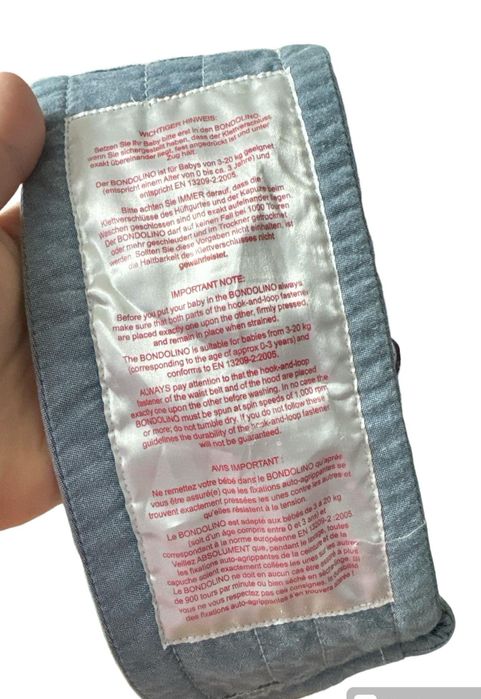 WICHTIGER HINWEIS:
Setzen Sie Ihr Baby bitte erst in den BONDOLINO,
wenn Sie sichergestellt haben, dass der Klettverschluss
exakt übereinander liegt, fest angedrückt ist und unter
Zug hält.
Der BONDOLINO ist für Babys von 3-20 kg geeignet
(entspricht einem Alter von 0 bis ca. 3 Jahre) und
entspricht EN 13209-2:2005.
Bitte achten Sie IMMER darauf, dass die
Klettverschlüsse des Hüftgurtes und der Kapuze beim
Waschen geschlossen sind und exakt aufeinander liegen.
Der BONDOLINO darf auf keinen Fall bei 1000 Touren
oder mehr geschleudert und im Trockner getrocknet
werden. Sollten Sie diese Vorgaben nicht einhalten, ist
die Haltbarkeit des Klettverschlusses nicht
gewährleistet.
IMPORTANT NOTE:
Before you put your baby in the BONDOLINO always
make sure that both parts of the hook-and-loop fastener
are placed exactly one upon the other, firmly pressed,
and remain in place when strained.
The BONDOLINO is suitable for babies from 3-20 kg
(corresponding to the age of approx 0-3 years) and
conforms to EN 13209-2:2005.
ALWAYS pay attention to that the hook-and-loop
fastener of the waist belt and of the hood are placed
exactly one upon the other before washing. In no case the
BONDOLINO must be spun at spin speeds of 1,000 rpm
or more; do not tumble dry. If you do not follow these
guidelines the durability of the hook-and-loop fastener
will not be guaranteed.
AVIS IMPORTANT :
Ne remettez votre bébé dans le BONDOLINO qu'après
vous être assuré(e) que les fixations auto-agrippantes se
trouvent exactement pressées les unes contre les autres et
qu'elles résistent à la tension.
Le BONDOLINO est adapté aux bébés de 3 à 20 kg
(soit d'un âge compris entre 0 et 3 ans) et
correspondant à la norme européenne EN 13209-2 :2005.
Veillez ABSOLUMENT que, pendant le lavage, toutes
les fixations auto-agrippantes de la ceinture et de la
capuche soient exactement collées les unes sur les autres.
Le BONDOLINO ne doit en aucun cas être essoré à plus
de 900 tours par minute ou bien séché en sèche-linge. Si
vous ne vous respectez pas ces consignes, la durabilité
des fixations auto-agrippantes en trouvera altérée !